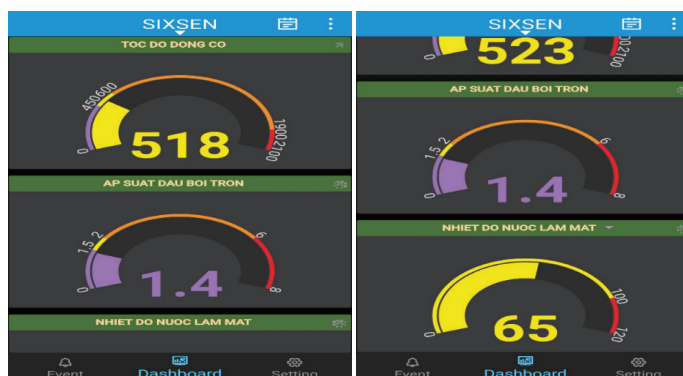 SIXSEN
TOC DO DONG CO
0
450
600
1900
2100
518
AP SUAT DAU BOI TRON
0
1.5
2
6
8
1.4
NHIET DO NUOC LAM MAT
Event
Dashboard
Setting
SIXSEN
0
2100
523
AP SUAT DAU BOI TRON
0
1.5
2
6
8
1.4
NHIET DO NUOC LAM MAT
0
100
120
65
Event
Dashboard
Setting